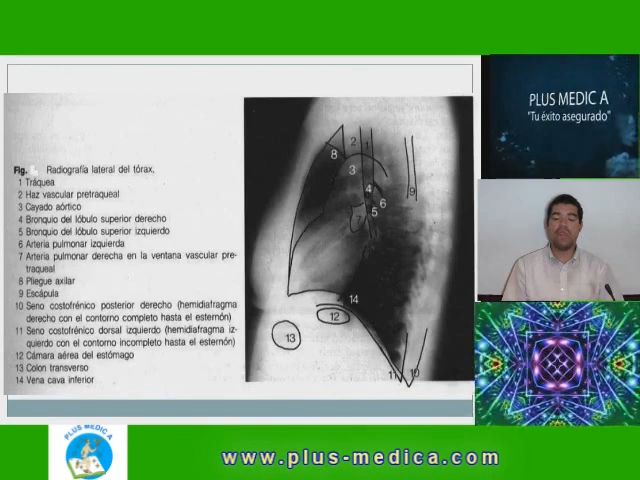 PLUS MEDIC A
"Tu éxito asegurado"
Fig. Radiografía lateral del tórax.
1 Tráquea
2 Haz vascular pretraqueal
3 Cayado aórtico
4 Bronquio del lóbulo superior derecho
5 Bronquio del lóbulo superior izquierdo
6 Arteria pulmonar izquierda
7 Arteria pulmonar derecha en la ventana vascular pre-
traqueal
8 Pliegue axilar
9 Escápula
10 Seno costofrénico posterior derecho (hemidiafragma
derecho con el contorno completo hasta el esternón)
11 Seno costofrénico dorsal izquierdo (hemidiafragma iz-
quierdo con el contorno incompleto hasta el esternón)
12 Cámara aérea del estómago
13 Colon transverso
14 Vena cava inferior
2
1
8
3
4
9
6
5
7
14
12
13
11
10
PLUS MEDIC A
www.plus-medica.com